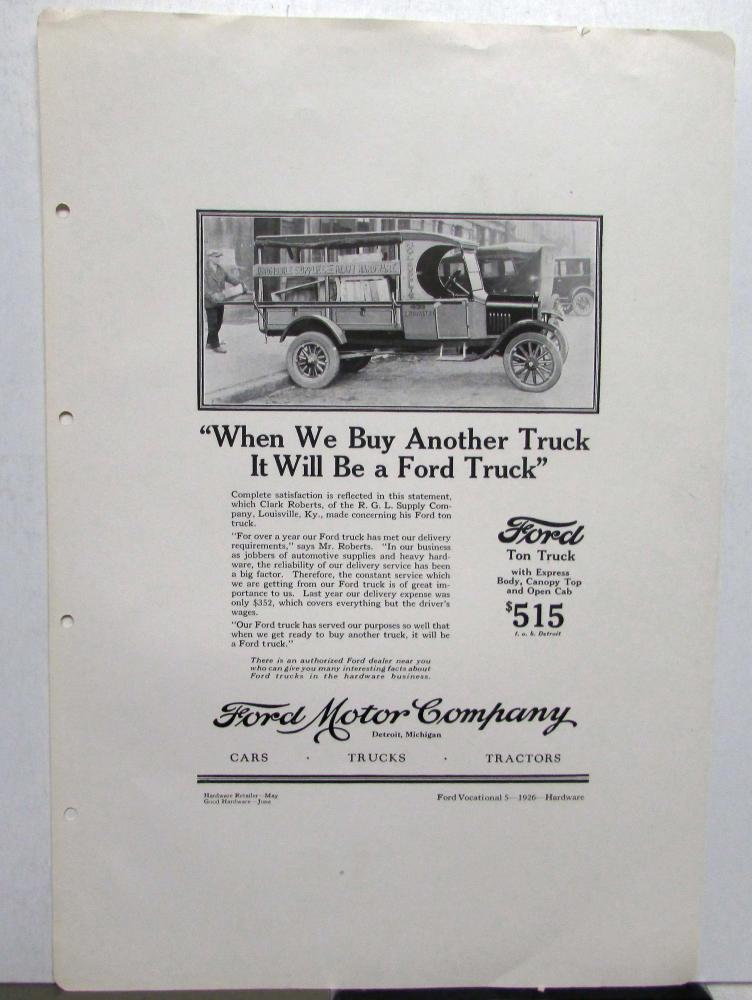 AUTOMOBILE SUPPLIES HEAVY HARDWARE
"When We Buy Another Truck
It Will Be a Ford Truck"
Complete satisfaction is reflected in this statement,
which Clark Roberts, of the R. G. L. Supply Com-
pany, Louisville, Ky., made concerning his Ford ton
truck.
"For over a year our Ford truck has met our delivery
requirements," says Mr. Roberts. "In our business
as jobbers of automotive supplies and heavy hard-
ware, the reliability of our delivery service has been
a big factor. Therefore, the constant service which
we are getting from our Ford truck is of great im-
portance to us. Last year our delivery expense was
only $352, which covers everything but the driver's
wages.
"Our Ford truck has served our purposes so well that
when we get ready to buy another truck, it will be
a Ford truck."
There is an authorized Ford dealer near you
who can give you many interesting facts about
Ford trucks in the hardware business.
Ford
Ton Truck
with Express
Body, Canopy Top
and Open Cab
$515
f. o. b. Detroit
Ford Motor Company
Detroit, Michigan
CARS · TRUCKS · TRACTORS
Hardware Retailer—May
Good Hardware—June
Ford Vocational 5—1926—Hardware